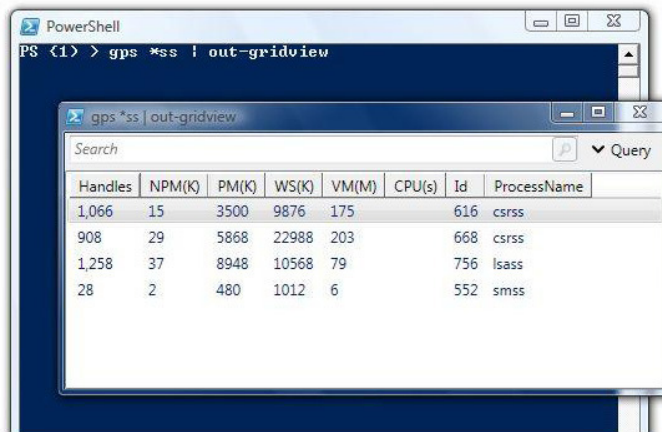 PowerShell
PS (1) > gps *ss | out-gridview
gps *ss | out-gridview
Search
Query
Handles NPM(K) PM(K) WS(K) VM(M) CPU(s) Id ProcessName
1,066 15 3500 9876 175 616 csrss
908 29 5868 22988 203 668 csrss
1,258 37 8948 10568 79 756 lsass
28 2 480 1012 6 552 smss